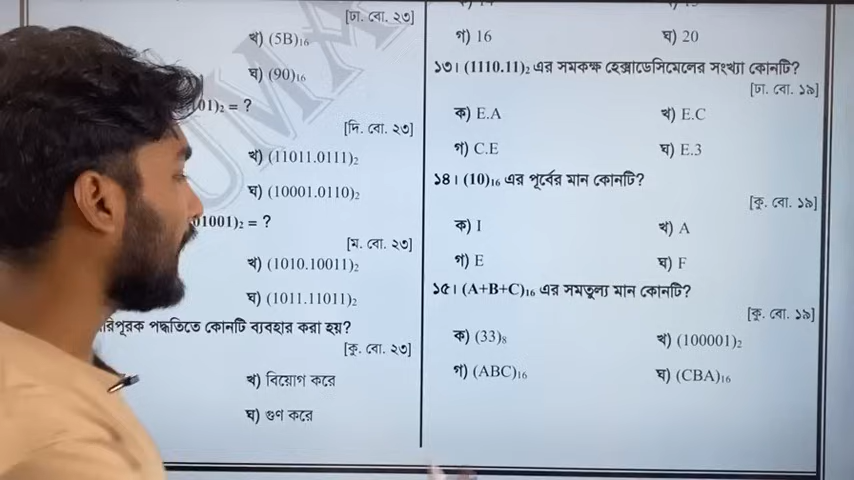 [ঢা. বো. ২৩]
খ) (5B)₁₆
ঘ) (90)₁₆
01)₂ = ?
[দি. বো. ২৩]
খ) (11011.0111)₂
ঘ) (10001.0110)₂
01001)₂ = ?
[ম. বো. ২৩]
খ) (1010.10011)₂
ঘ) (1011.11011)₂
রিপূরক পদ্ধতিতে কোনটি ব্যবহার করা হয়?
[কু. বো. ২৩]
খ) বিয়োগ করে
ঘ) গুণ করে
গ) 16
ঘ) 20
১৩। (1110.11)₂ এর সমকক্ষ হেক্সাডেসিমেলের সংখ্যা কোনটি?
[ঢা. বো. ১৯]
ক) E.A
খ) E.C
গ) C.E
ঘ) E.3
১৪। (10)₁₆ এর পূর্বের মান কোনটি?
[কু. বো. ১৯]
ক) I
খ) A
গ) E
ঘ) F
১৫। (A+B+C)₁₆ এর সমতুল্য মান কোনটি?
[কু. বো. ১৯]
ক) (33)₈
খ) (100001)₂
গ) (ABC)₁₆
ঘ) (CBA)₁₆